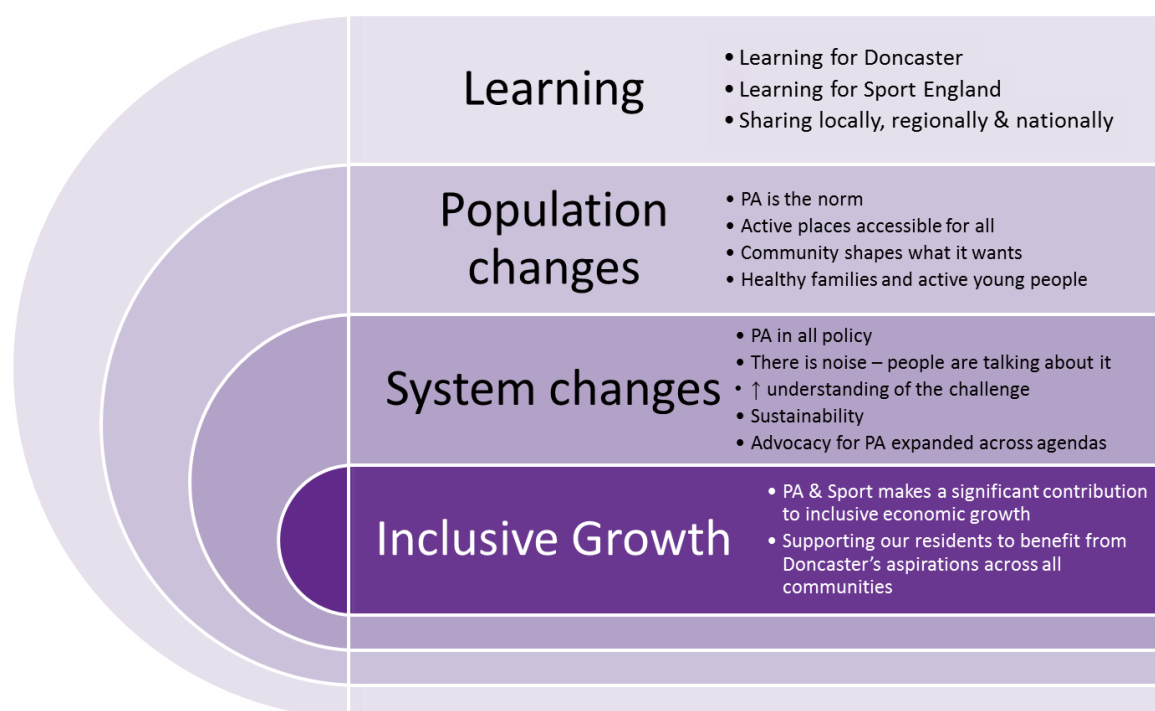 Learning
• Learning for Doncaster
• Learning for Sport England
• Sharing locally, regionally & nationally
Population
changes
• PA is the norm
• Active places accessible for all
• Community shapes what it wants
• Healthy families and active young people
System changes
• PA in all policy
• There is noise – people are talking about it
• ↑ understanding of the challenge
• Sustainability
• Advocacy for PA expanded across agendas
Inclusive Growth
• PA & Sport makes a significant contribution
to inclusive economic growth
• Supporting our residents to benefit from
Doncaster's aspirations across all
communities